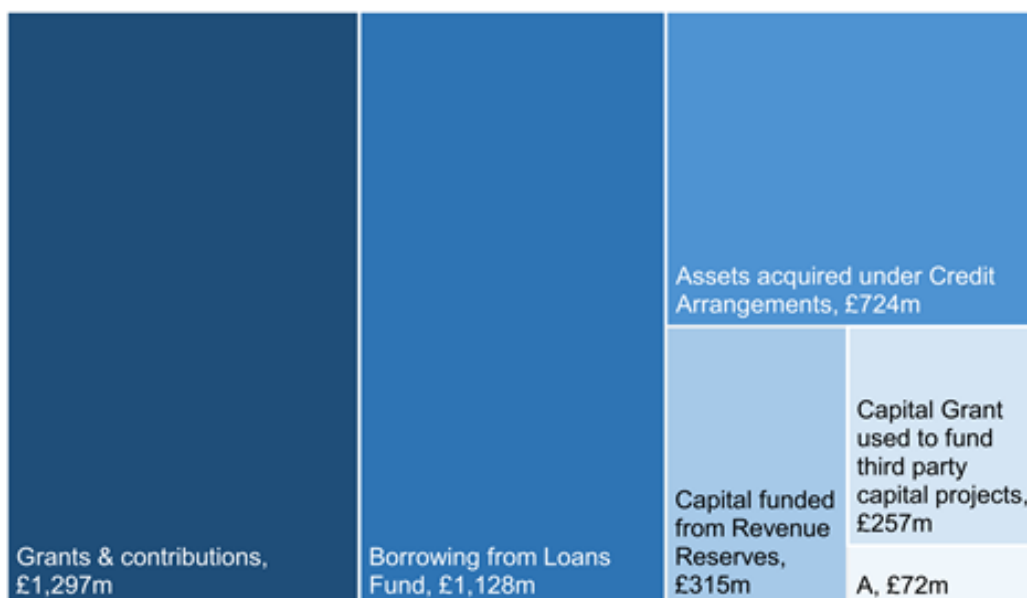 Grants & contributions,
£1,297m
Borrowing from Loans
Fund, £1,128m
Assets acquired under Credit
Arrangements, £724m
Capital funded
from Revenue
Reserves,
£315m
Capital Grant
used to fund
third party
capital projects,
£257m
A, £72m